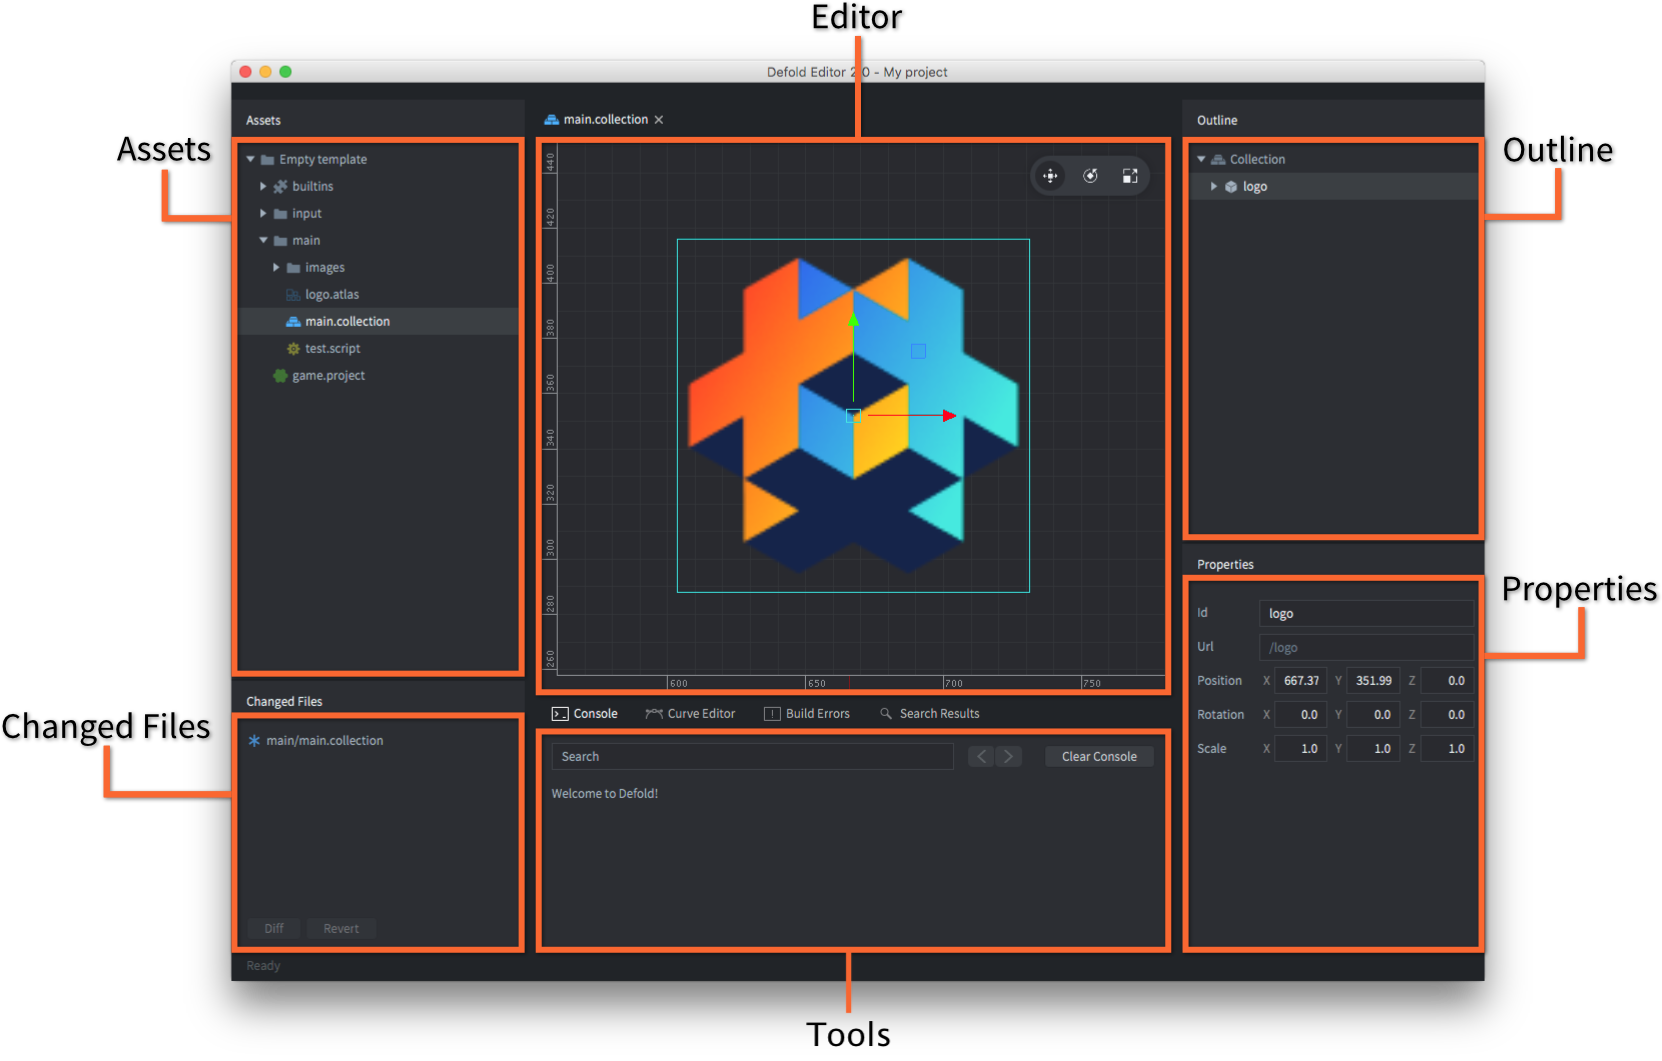 Editor
Defold Editor 2.0 - My project
Assets
Assets
Empty template
builtins
input
main
images
logo.atlas
main.collection
test.script
game.project
Changed Files
Changed Files
main/main.collection
Diff Revert
Ready
main.collection
440
420
400
380
360
340
320
300
280
260
600 650 700 750
Console Curve Editor Build Errors Search Results
Search Clear Console
Welcome to Defold!
Tools
Outline
Outline
Collection
logo
Properties
Properties
Id logo
Url /logo
Position X 667.37 Y 351.99 Z 0.0
Rotation X 0.0 Y 0.0 Z 0.0
Scale X 1.0 Y 1.0 Z 1.0